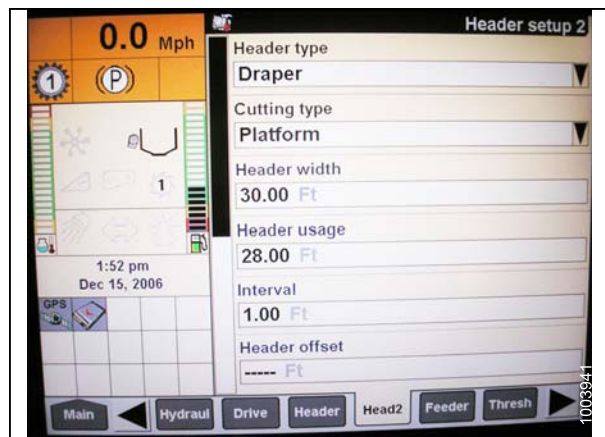 0.0 Mph
1
(P)
1
1:52 pm
Dec 15, 2006
GPS
Header setup 2
Header type
Draper
Cutting type
Platform
Header width
30.00 Ft
Header usage
28.00 Ft
Interval
1.00 Ft
Header offset
----- Ft
Main
Hydraul
Drive
Header
Head2
Feeder
Thresh
1003941